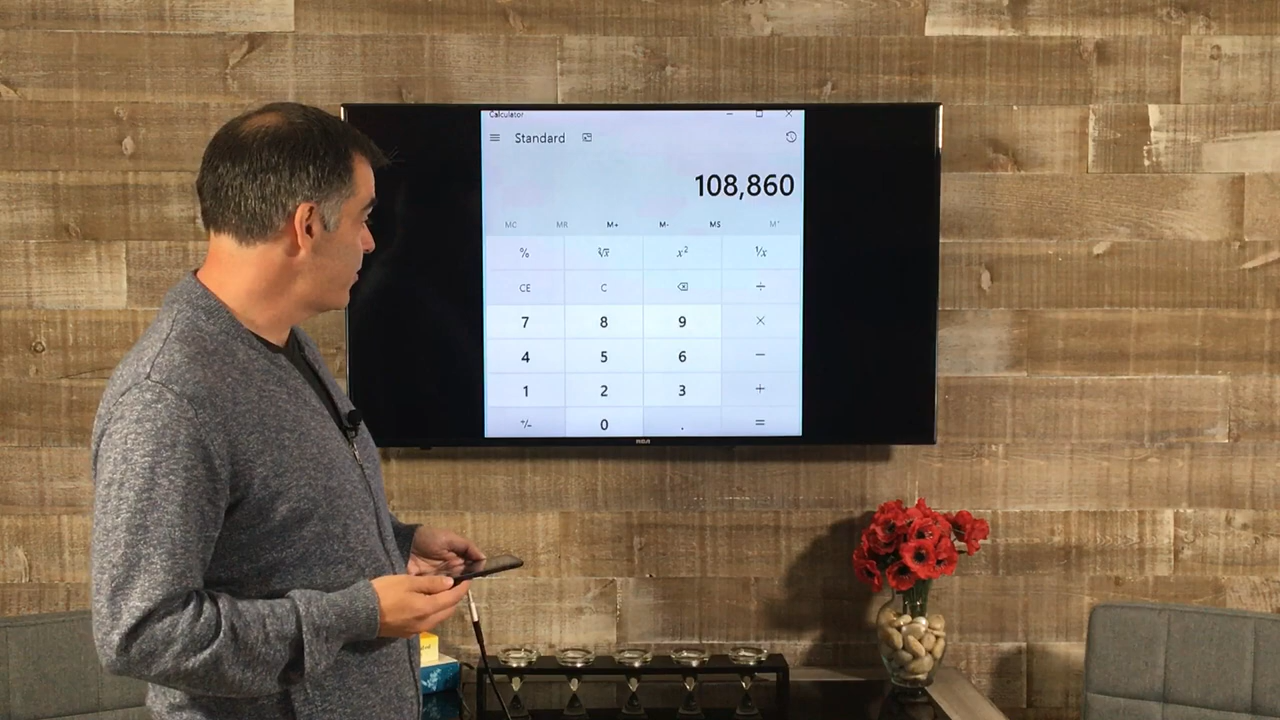 Calculator
Standard
108,860
MC MR M+ M- MS M˅
% ²√x x² ¹/x
CE C ÷
7 8 9 ×
4 5 6 −
1 2 3 +
+/- 0 . =
RCA